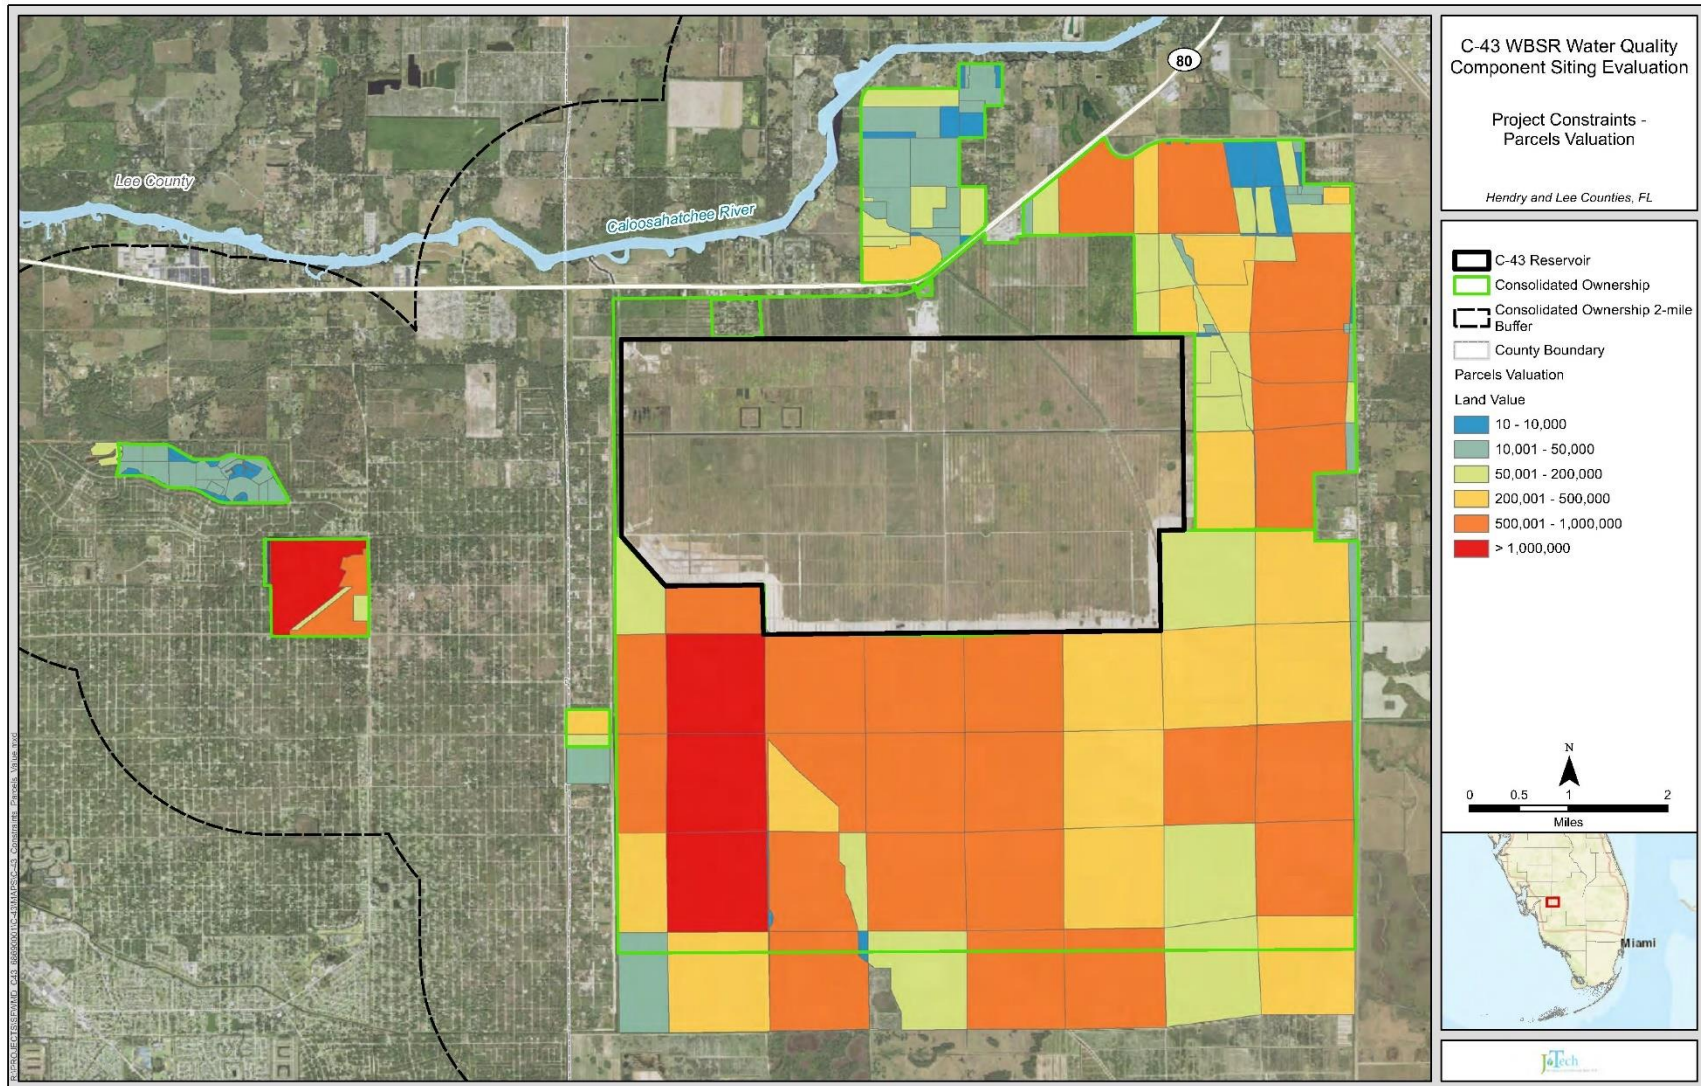 80
Lee County
Caloosahatchee River
C-43 WBSR Water Quality
Component Siting Evaluation
Project Constraints -
Parcels Valuation
Hendry and Lee Counties, FL
C-43 Reservoir
Consolidated Ownership
Consolidated Ownership 2-mile
Buffer
County Boundary
Parcels Valuation
Land Value
10 - 10,000
10,001 - 50,000
50,001 - 200,000
200,001 - 500,000
500,001 - 1,000,000
> 1,000,000
N
0 0.5 1 2
Miles
Miami
J Tech